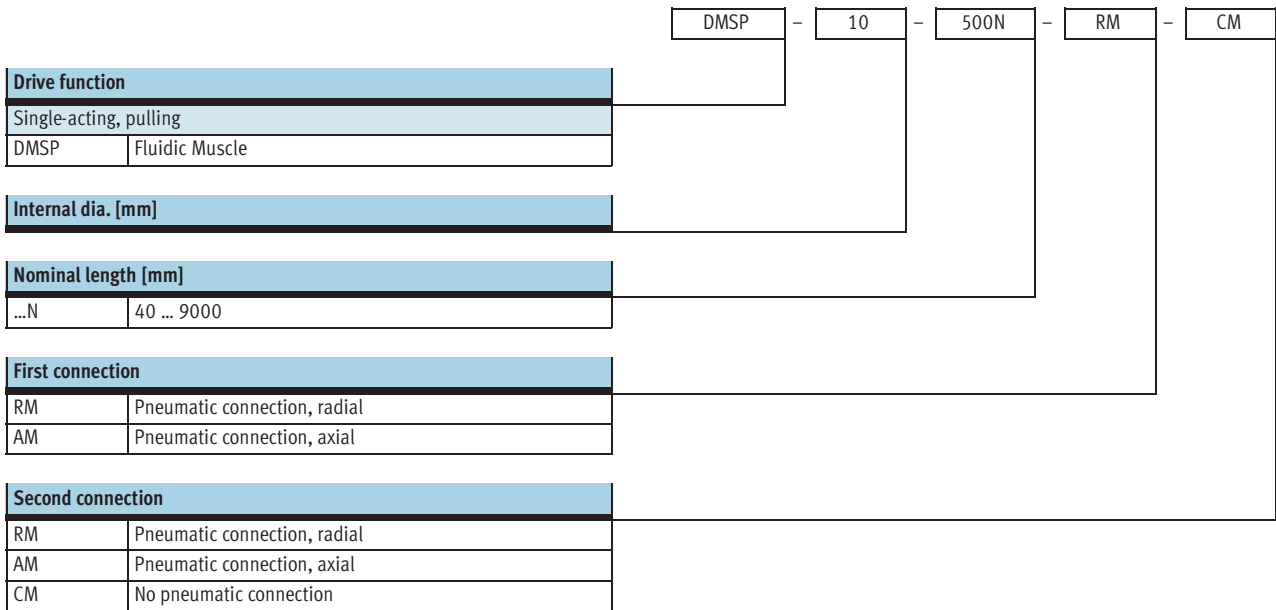 DMSP – 10 – 500N – RM – CM
Drive function
Single-acting, pulling
DMSP Fluidic Muscle
Internal dia. [mm]
Nominal length [mm]
...N 40 ... 9000
First connection
RM Pneumatic connection, radial
AM Pneumatic connection, axial
Second connection
RM Pneumatic connection, radial
AM Pneumatic connection, axial
CM No pneumatic connection